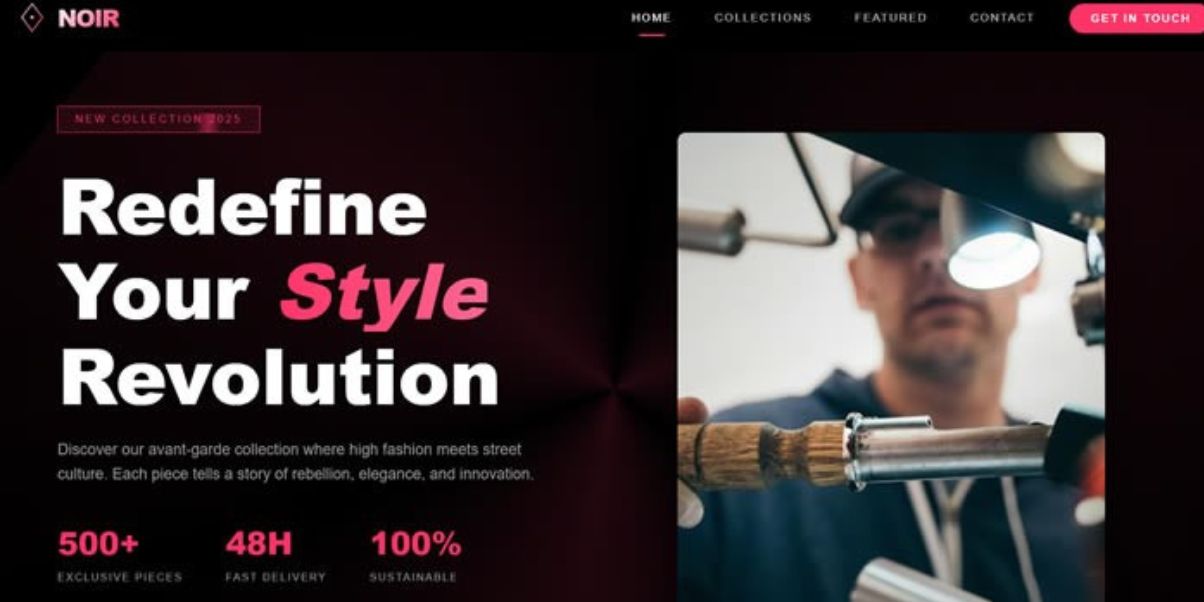 NOIR
HOME COLLECTIONS FEATURED CONTACT GET IN TOUCH
NEW COLLECTION 2025
Redefine
Your Style
Revolution
Discover our avant-garde collection where high fashion meets street
culture. Each piece tells a story of rebellion, elegance, and innovation.
500+ 48H 100%
EXCLUSIVE PIECES FAST DELIVERY SUSTAINABLE